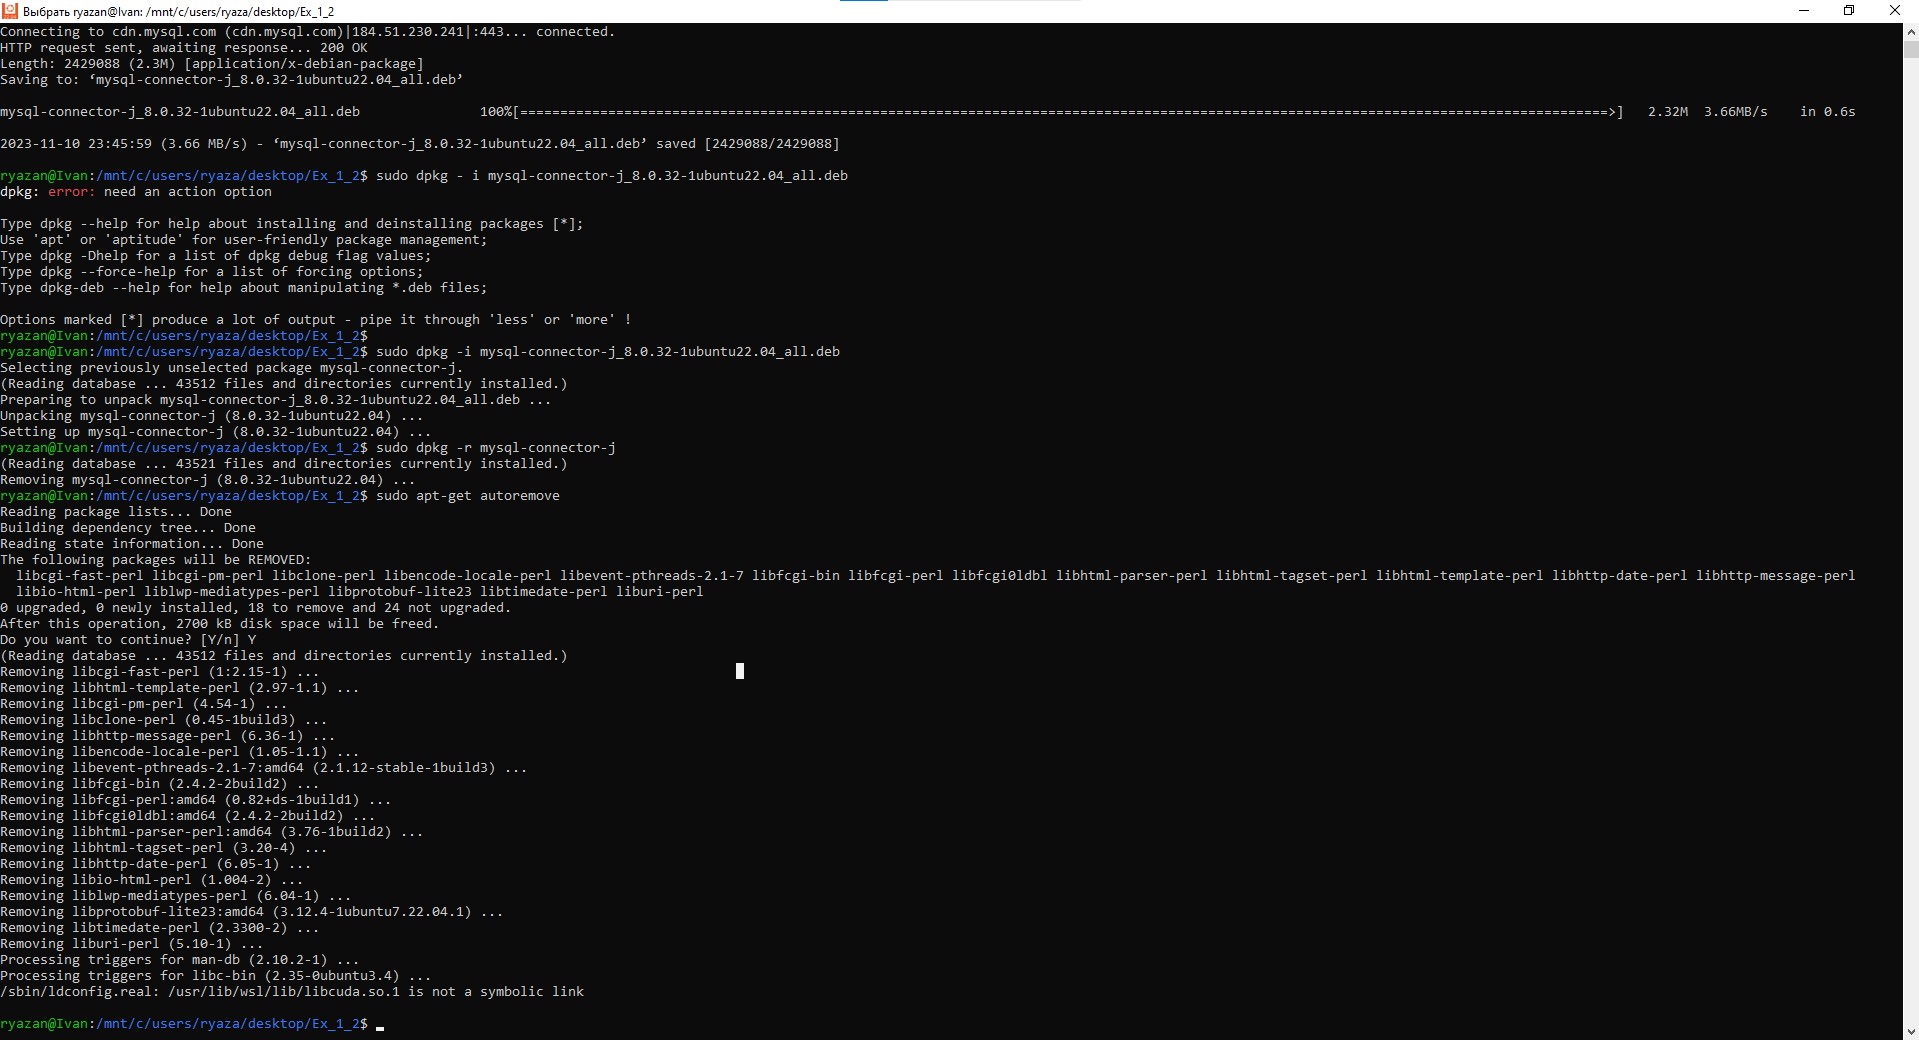 Выбрать ryazan@Ivan: /mnt/c/users/ryaza/desktop/Ex_1_2
Connecting to cdn.mysql.com (cdn.mysql.com)|184.51.230.241|:443... connected.
HTTP request sent, awaiting response... 200 OK
Length: 2429088 (2.3M) [application/x-debian-package]
Saving to: ‘mysql-connector-j_8.0.32-1ubuntu22.04_all.deb’
mysql-connector-j_8.0.32-1ubuntu22.04_all.deb 100%[========================================================================================================================================>] 2.32M 3.66MB/s in 0.6s
2023-11-10 23:45:59 (3.66 MB/s) - ‘mysql-connector-j_8.0.32-1ubuntu22.04_all.deb’ saved [2429088/2429088]
ryazan@Ivan:/mnt/c/users/ryaza/desktop/Ex_1_2$ sudo dpkg - i mysql-connector-j_8.0.32-1ubuntu22.04_all.deb
dpkg: error: need an action option
Type dpkg --help for help about installing and deinstalling packages [*];
Use 'apt' or 'aptitude' for user-friendly package management;
Type dpkg -Dhelp for a list of dpkg debug flag values;
Type dpkg --force-help for a list of forcing options;
Type dpkg-deb --help for help about manipulating *.deb files;
Options marked [*] produce a lot of output - pipe it through 'less' or 'more' !
ryazan@Ivan:/mnt/c/users/ryaza/desktop/Ex_1_2$
ryazan@Ivan:/mnt/c/users/ryaza/desktop/Ex_1_2$ sudo dpkg -i mysql-connector-j_8.0.32-1ubuntu22.04_all.deb
Selecting previously unselected package mysql-connector-j.
(Reading database ... 43512 files and directories currently installed.)
Preparing to unpack mysql-connector-j_8.0.32-1ubuntu22.04_all.deb ...
Unpacking mysql-connector-j (8.0.32-1ubuntu22.04) ...
Setting up mysql-connector-j (8.0.32-1ubuntu22.04) ...
ryazan@Ivan:/mnt/c/users/ryaza/desktop/Ex_1_2$ sudo dpkg -r mysql-connector-j
(Reading database ... 43521 files and directories currently installed.)
Removing mysql-connector-j (8.0.32-1ubuntu22.04) ...
ryazan@Ivan:/mnt/c/users/ryaza/desktop/Ex_1_2$ sudo apt-get autoremove
Reading package lists... Done
Building dependency tree... Done
Reading state information... Done
The following packages will be REMOVED:
libcgi-fast-perl libcgi-pm-perl libclone-perl libencode-locale-perl libevent-pthreads-2.1-7 libfcgi-bin libfcgi-perl libfcgi0ldbl libhtml-parser-perl libhtml-tagset-perl libhtml-template-perl libhttp-date-perl libhttp-message-perl
libio-html-perl liblwp-mediatypes-perl libprotobuf-lite23 libtimedate-perl liburi-perl
0 upgraded, 0 newly installed, 18 to remove and 24 not upgraded.
After this operation, 2700 kB disk space will be freed.
Do you want to continue? [Y/n] Y
(Reading database ... 43512 files and directories currently installed.)
Removing libcgi-fast-perl (1:2.15-1) ...
Removing libhtml-template-perl (2.97-1.1) ...
Removing libcgi-pm-perl (4.54-1) ...
Removing libclone-perl (0.45-1build3) ...
Removing libhttp-message-perl (6.36-1) ...
Removing libencode-locale-perl (1.05-1.1) ...
Removing libevent-pthreads-2.1-7:amd64 (2.1.12-stable-1build3) ...
Removing libfcgi-bin (2.4.2-2build2) ...
Removing libfcgi-perl:amd64 (0.82+ds-1build1) ...
Removing libfcgi0ldbl:amd64 (2.4.2-2build2) ...
Removing libhtml-parser-perl:amd64 (3.76-1build2) ...
Removing libhtml-tagset-perl (3.20-4) ...
Removing libhttp-date-perl (6.05-1) ...
Removing libio-html-perl (1.004-2) ...
Removing liblwp-mediatypes-perl (6.04-1) ...
Removing libprotobuf-lite23:amd64 (3.12.4-1ubuntu7.22.04.1) ...
Removing libtimedate-perl (2.3300-2) ...
Removing liburi-perl (5.10-1) ...
Processing triggers for man-db (2.10.2-1) ...
Processing triggers for libc-bin (2.35-0ubuntu3.4) ...
/sbin/ldconfig.real: /usr/lib/wsl/lib/libcuda.so.1 is not a symbolic link
ryazan@Ivan:/mnt/c/users/ryaza/desktop/Ex_1_2$